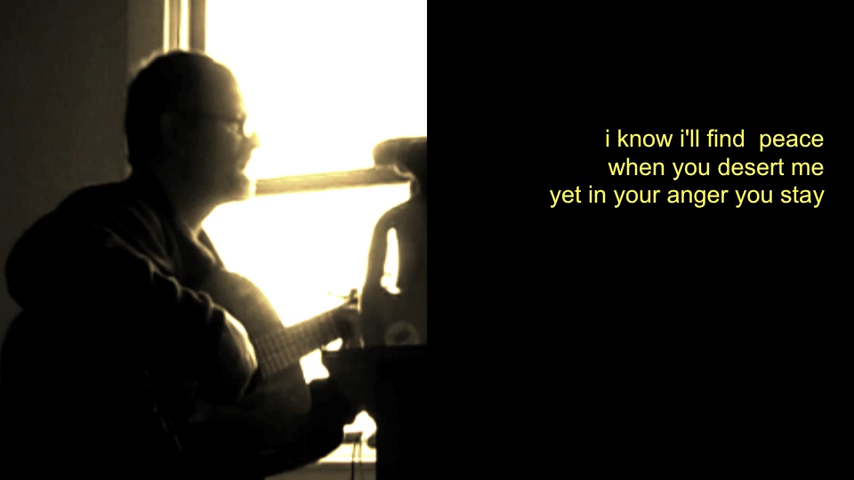 i know i'll find  peace
when you desert me
yet in your anger you stay